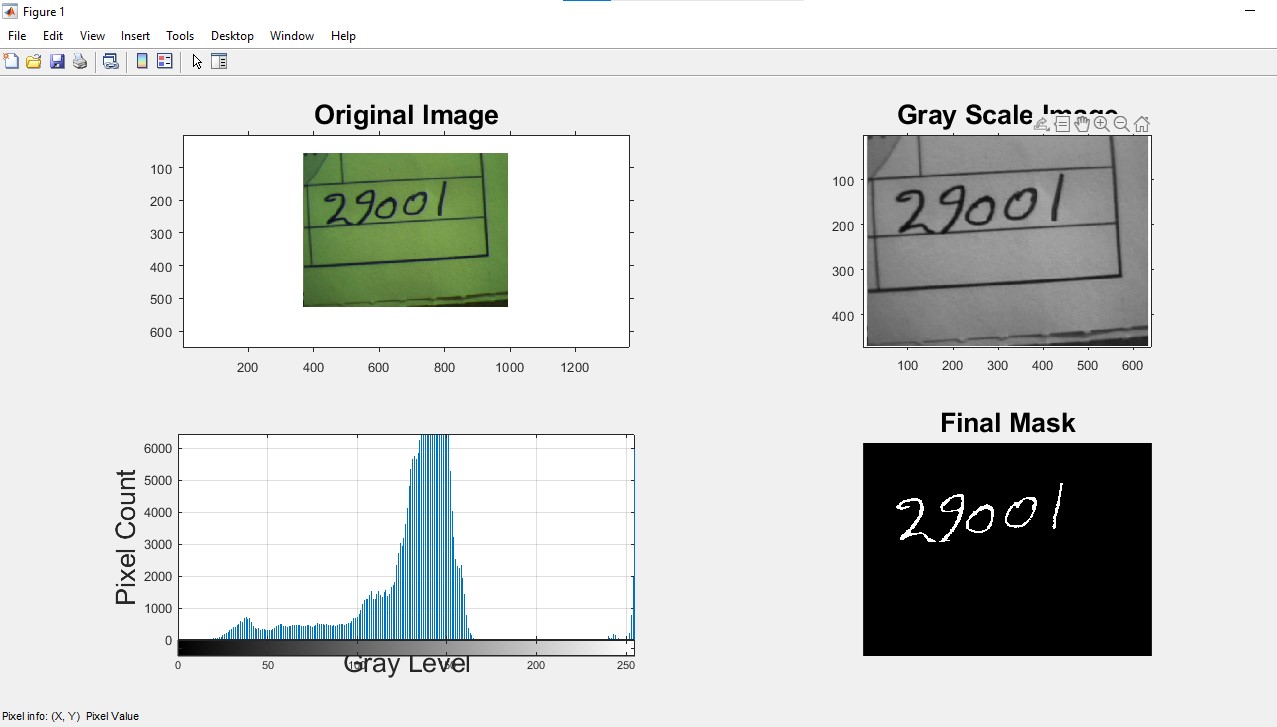 Figure 1
File Edit View Insert Tools Desktop Window Help
Original Image
100
200
300
400
500
600
29001
200 400 600 800 1000 1200
Gray Scale Image
100
200
300
400
29001
100 200 300 400 500 600
Pixel Count
6000
5000
4000
3000
2000
1000
0
0 50 100 150 200 250
Gray Level
Final Mask
29001
Pixel info: (X, Y) Pixel Value